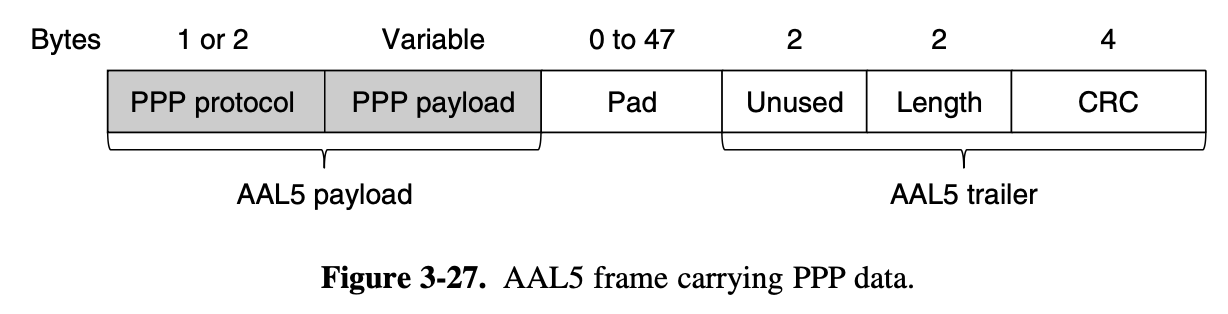 Bytes 1 or 2 Variable 0 to 47 2 2 4
PPP protocol PPP payload Pad Unused Length CRC
AAL5 payload AAL5 trailer
Figure 3-27. AAL5 frame carrying PPP data.